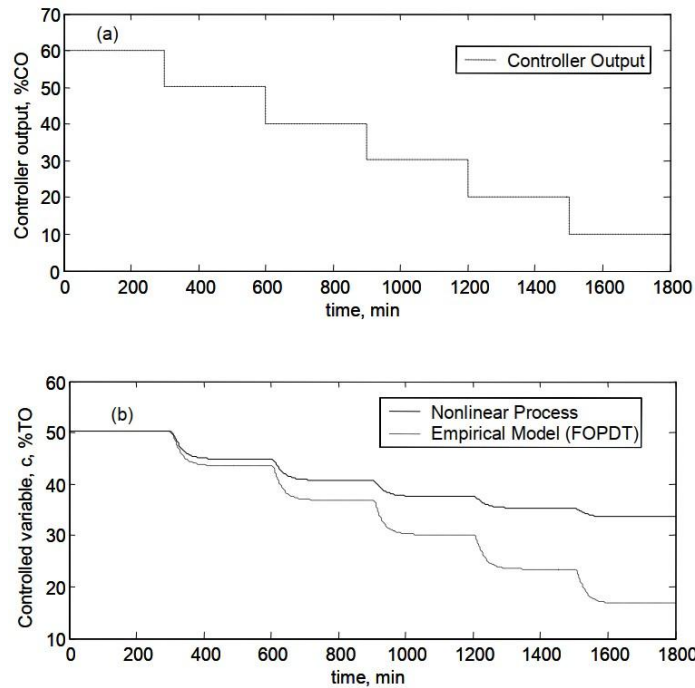 70
(a)
Controller Output
60
50
40
30
20
10
0
Controller output, %CO
0 200 400 600 800 1000 1200 1400 1600 1800
time, min
60
(b)
Nonlinear Process
Empirical Model (FOPDT)
50
40
30
20
10
Controlled variable, c, %TO
0 200 400 600 800 1000 1200 1400 1600 1800
time, min